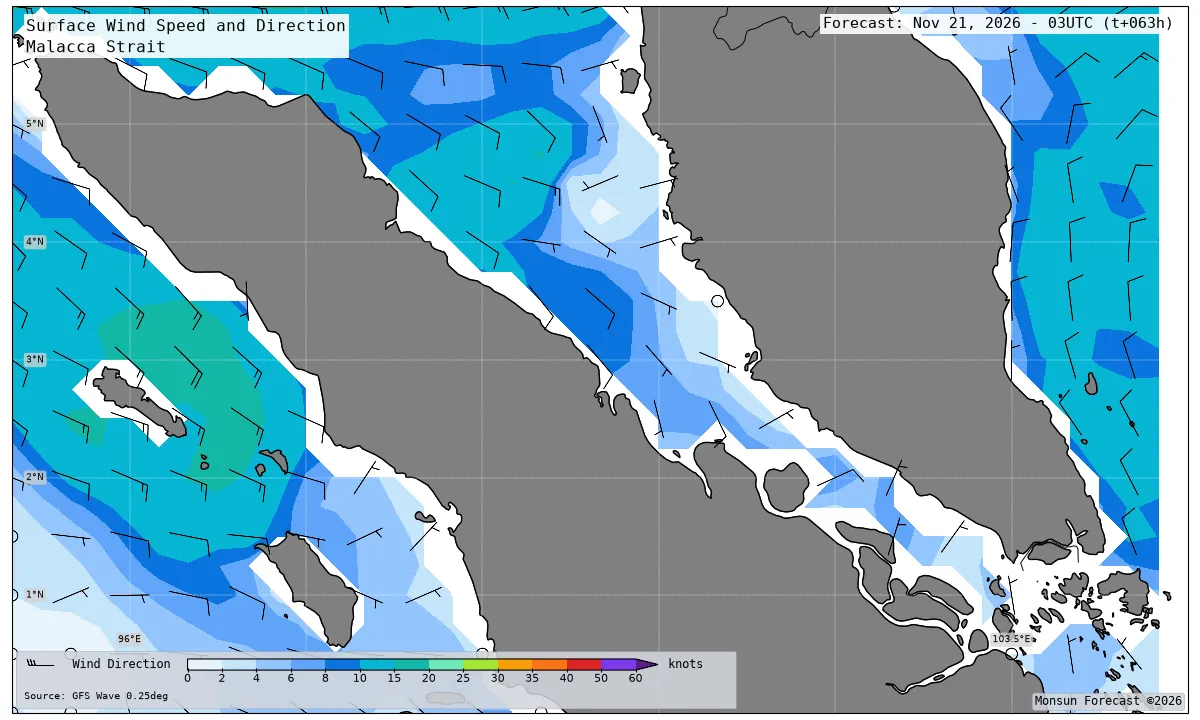 Surface Wind Speed and Direction
Malacca Strait
Forecast: Nov 21, 2026 - 03UTC (t+063h)
5°N
4°N
3°N
2°N
1°N
96°E
103.5°E
Wind Direction
knots
0 2 4 6 8 10 15 20 25 30 35 40 50 60
Source: GFS Wave 0.25deg
Monsun Forecast ©2026